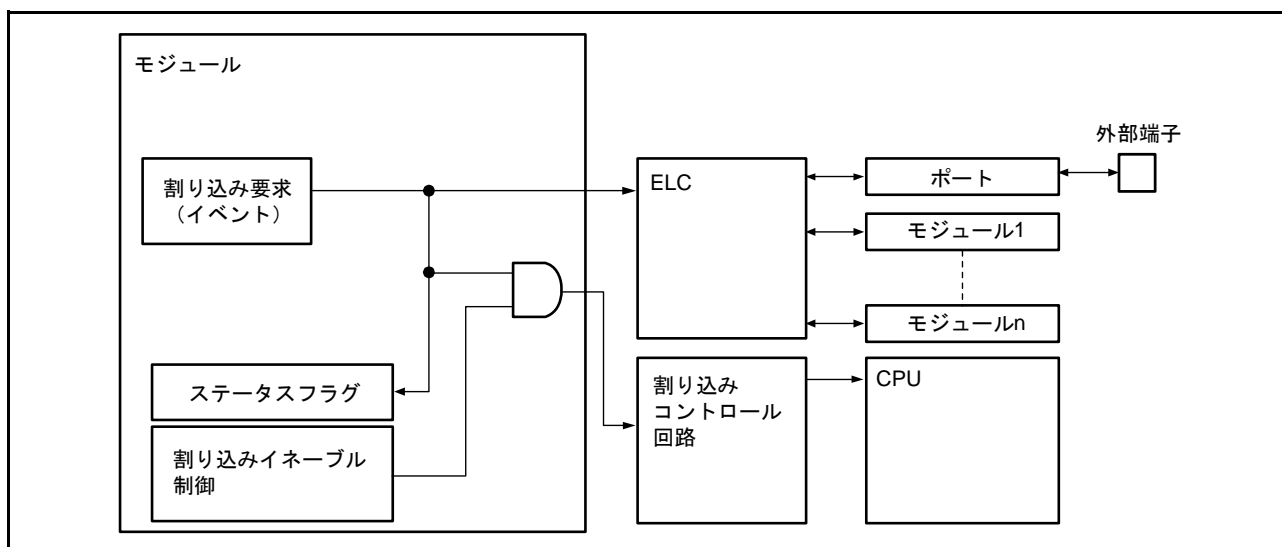 モジュール
外部端子
割り込み要求
（イベント）
ELC
ポート
モジュール1
モジュールn
ステータスフラグ
割り込み
コントロール
回路
CPU
割り込みイネーブル
制御